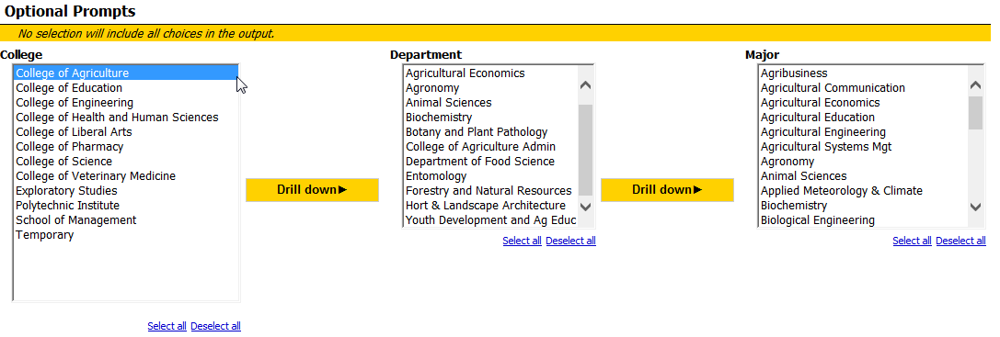 Optional Prompts
No selection will include all choices in the output.
College
College of Agriculture
College of Education
College of Engineering
College of Health and Human Sciences
College of Liberal Arts
College of Pharmacy
College of Science
College of Veterinary Medicine
Exploratory Studies
Polytechnic Institute
School of Management
Temporary
Select all Deselect all
Drill down►
Department
Agricultural Economics
Agronomy
Animal Sciences
Biochemistry
Botany and Plant Pathology
College of Agriculture Admin
Department of Food Science
Entomology
Forestry and Natural Resources
Hort & Landscape Architecture
Youth Development and Ag Educ
Select all Deselect all
Drill down►
Major
Agribusiness
Agricultural Communication
Agricultural Economics
Agricultural Education
Agricultural Engineering
Agricultural Systems Mgt
Agronomy
Animal Sciences
Applied Meteorology & Climate
Biochemistry
Biological Engineering
Select all Deselect all